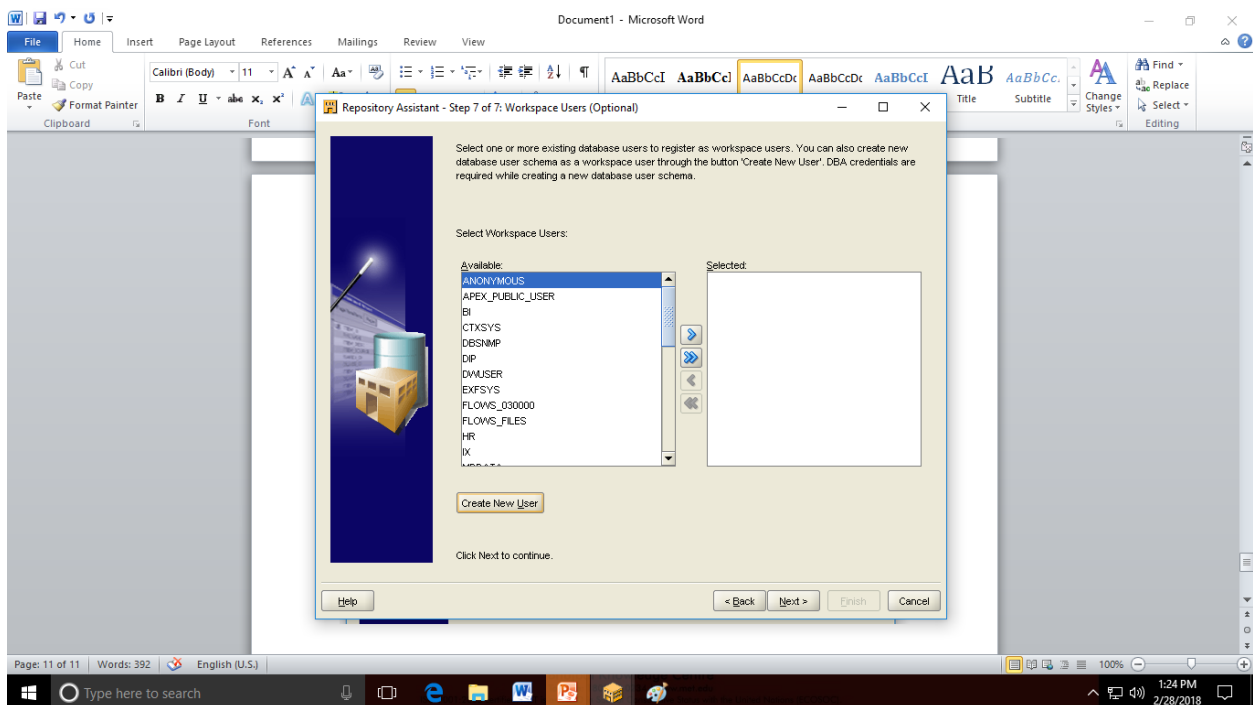 Document1 - Microsoft Word
File Home Insert Page Layout References Mailings Review View
Cut
Copy
Format Painter
Paste
Clipboard
Calibri (Body) 11
B I U abc x₂ x²
Font
AaBbCcI AaBbCcI AaBbCcDc AaBbCcDc AaBbCcI AaB AaBbCc.
Title Subtitle
Change Styles
Find
Replace
Select
Editing
Repository Assistant - Step 7 of 7: Workspace Users (Optional)
Select one or more existing database users to register as workspace users. You can also create new
database user schema as a workspace user through the button 'Create New User'. DBA credentials are
required while creating a new database user schema.
Select Workspace Users:
Available:
Selected:
ANONYMOUS
APEX_PUBLIC_USER
BI
CTXSYS
DBSNMP
DIP
DWUSER
EXFSYS
FLOWS_030000
FLOWS_FILES
HR
IX
MDDATA
Create New User
Click Next to continue.
Help
< Back Next > Finish Cancel
Page: 11 of 11 Words: 392 English (U.S.) 100%
Type here to search
1:24 PM
2/28/2018